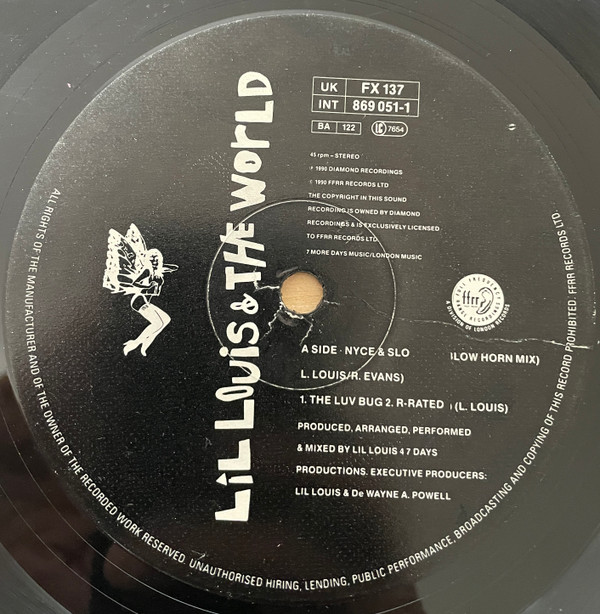 LiL LOUiS & THE WORLD
UK FX 137
INT 869 051-1
BA 122 LC 7654
45 rpm – STEREO
℗ 1990 DIAMOND RECORDINGS
© 1990 FFRR RECORDS LTD
THE COPYRIGHT IN THIS SOUND
RECORDING IS OWNED BY DIAMOND
RECORDINGS & IS EXCLUSIVELY LICENSED
TO FFRR RECORDS LTD
7 MORE DAYS MUSIC/LONDON MUSIC
FULL FREQUENCY RANGE RECORDINGS
ffrr
A DIVISION OF LONDON RECORDS
A SIDE · NYCE & SLO LOW HORN MIX)
L. LOUIS/R. EVANS)
1. THE LUV BUG 2. R-RATED (L. LOUIS)
PRODUCED, ARRANGED, PERFORMED
& MIXED BY LIL LOUIS 4 7 DAYS
PRODUCTIONS. EXECUTIVE PRODUCERS:
LIL LOUIS & De WAYNE A. POWELL
ALL RIGHTS OF THE MANUFACTURER AND OF THE OWNER OF THE RECORDED WORK RESERVED. UNAUTHORISED HIRING, LENDING, PUBLIC PERFORMANCE, BROADCASTING AND COPYING OF THIS RECORD PROHIBITED. FFRR RECORDS LTD.